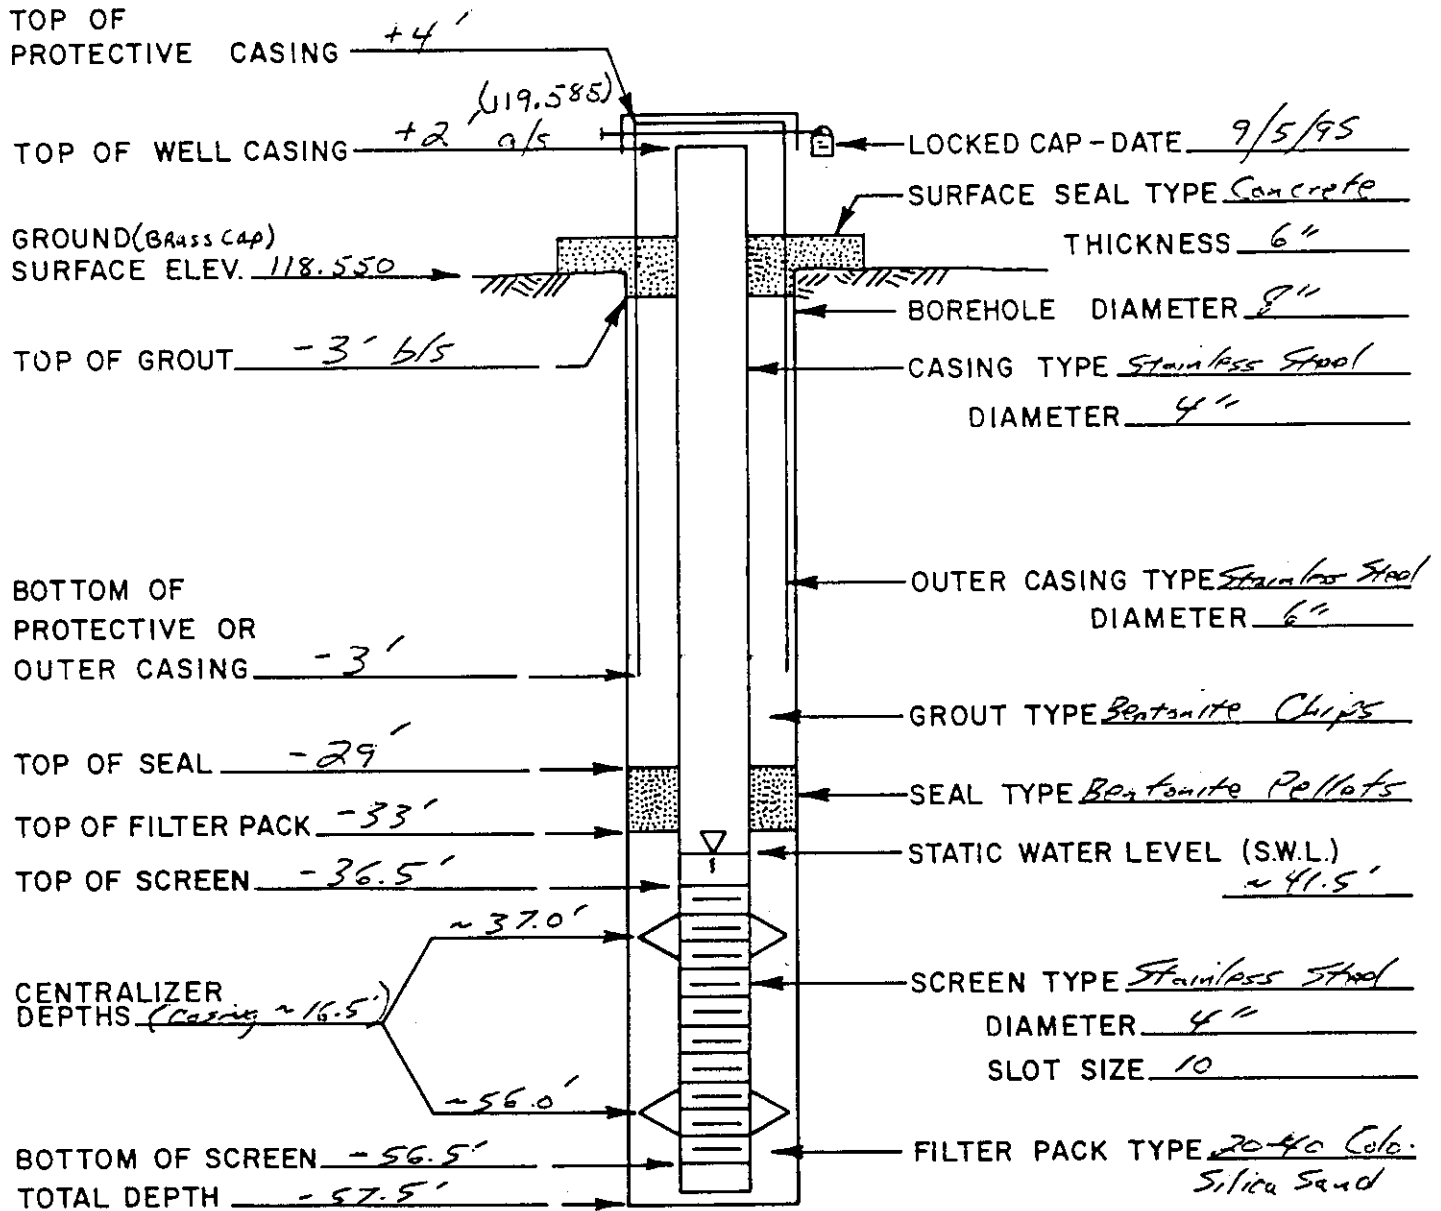 TOP OF
PROTECTIVE CASING +4'
(119.585)
TOP OF WELL CASING +2' a/s
GROUND (Brass Cap)
SURFACE ELEV. 118.550
TOP OF GROUT -3' b/s
BOTTOM OF
PROTECTIVE OR
OUTER CASING -3'
TOP OF SEAL -29'
TOP OF FILTER PACK -33'
TOP OF SCREEN -36.5'
~37.0'
CENTRALIZER
DEPTHS (casing ~16.5')
~56.0'
BOTTOM OF SCREEN -56.5'
TOTAL DEPTH -57.5'
LOCKED CAP - DATE 9/5/95
SURFACE SEAL TYPE Concrete
THICKNESS 6"
BOREHOLE DIAMETER 8"
CASING TYPE Stainless Steel
DIAMETER 4"
OUTER CASING TYPE Stainless Steel
DIAMETER 6"
GROUT TYPE Bentonite Chips
SEAL TYPE Bentonite Pellets
STATIC WATER LEVEL (S.W.L.)
~41.5'
SCREEN TYPE Stainless Steel
DIAMETER 4"
SLOT SIZE 10
FILTER PACK TYPE 20-40 Colo.
Silica Sand